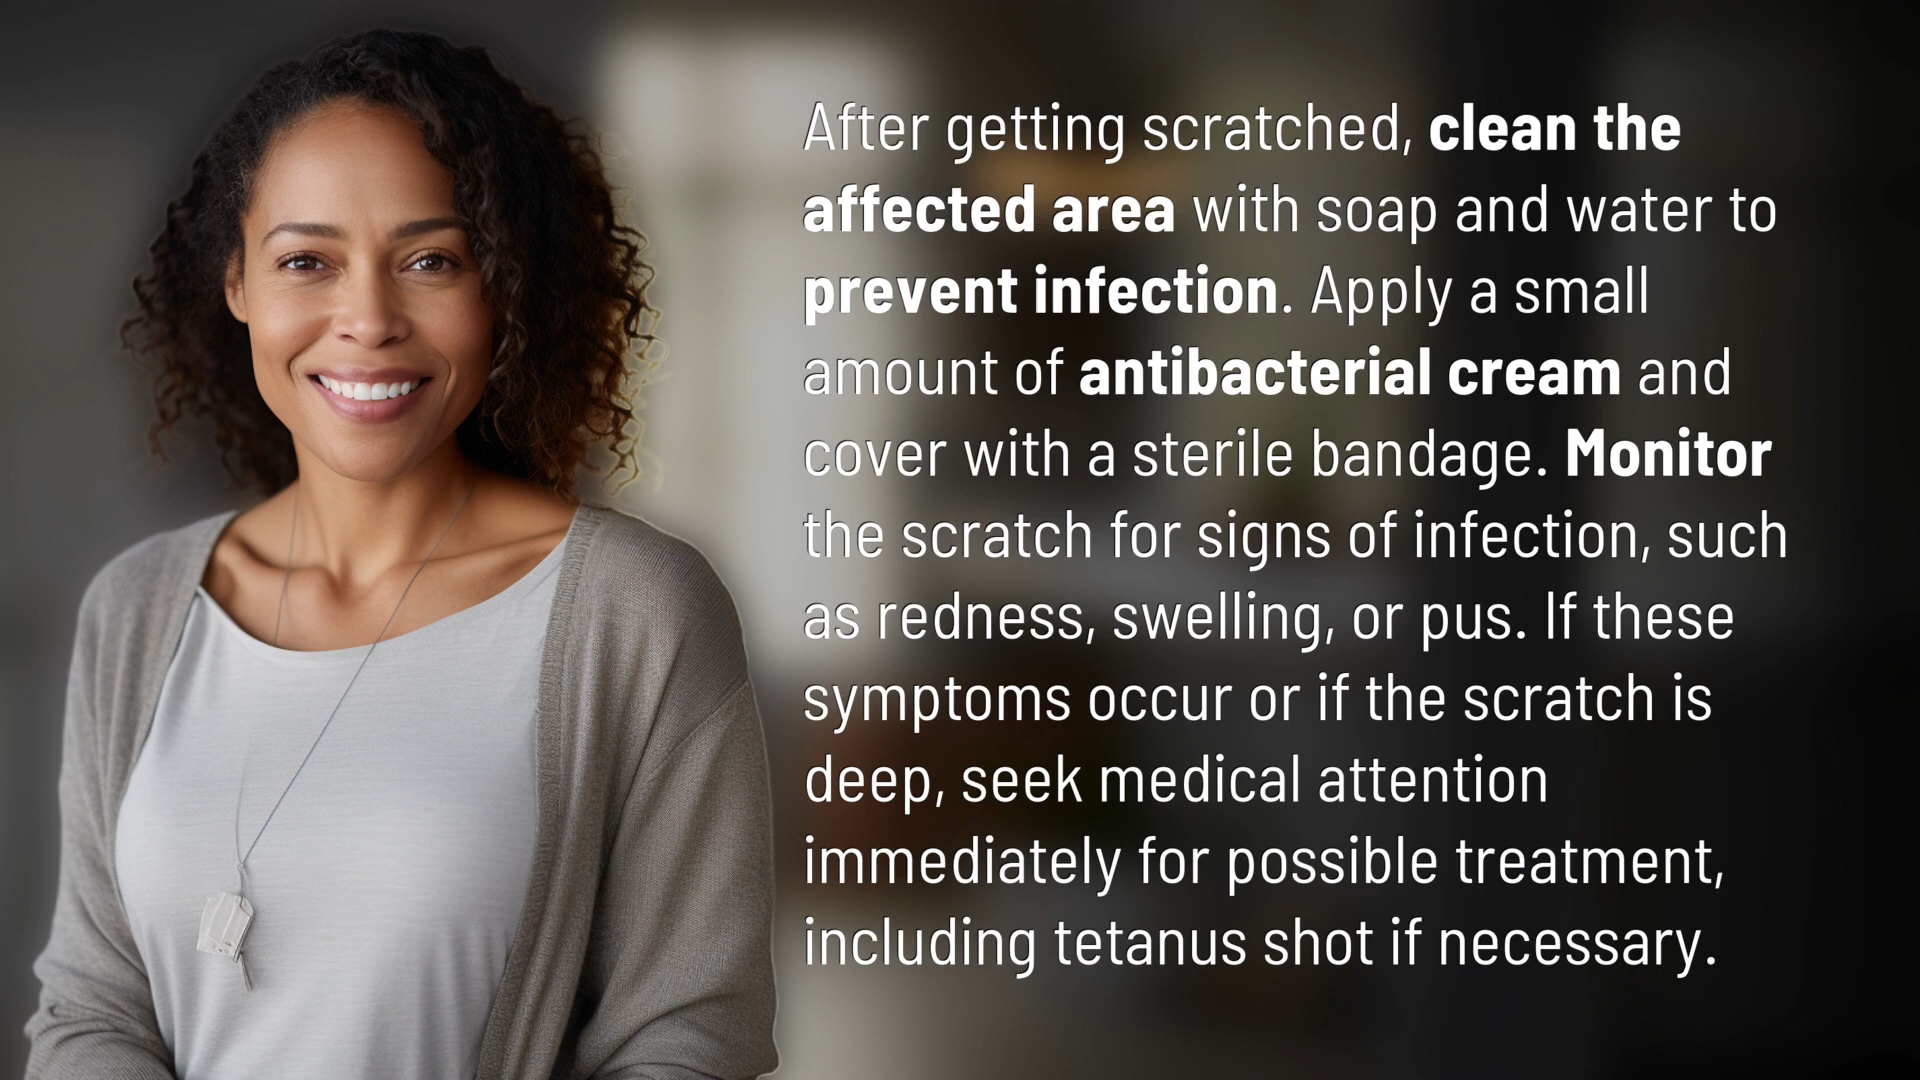 After getting scratched, clean the
affected area with soap and water to
prevent infection. Apply a small
amount of antibacterial cream and
cover with a sterile bandage. Monitor
the scratch for signs of infection, such
as redness, swelling, or pus. If these
symptoms occur or if the scratch is
deep, seek medical attention
immediately for possible treatment,
including tetanus shot if necessary.